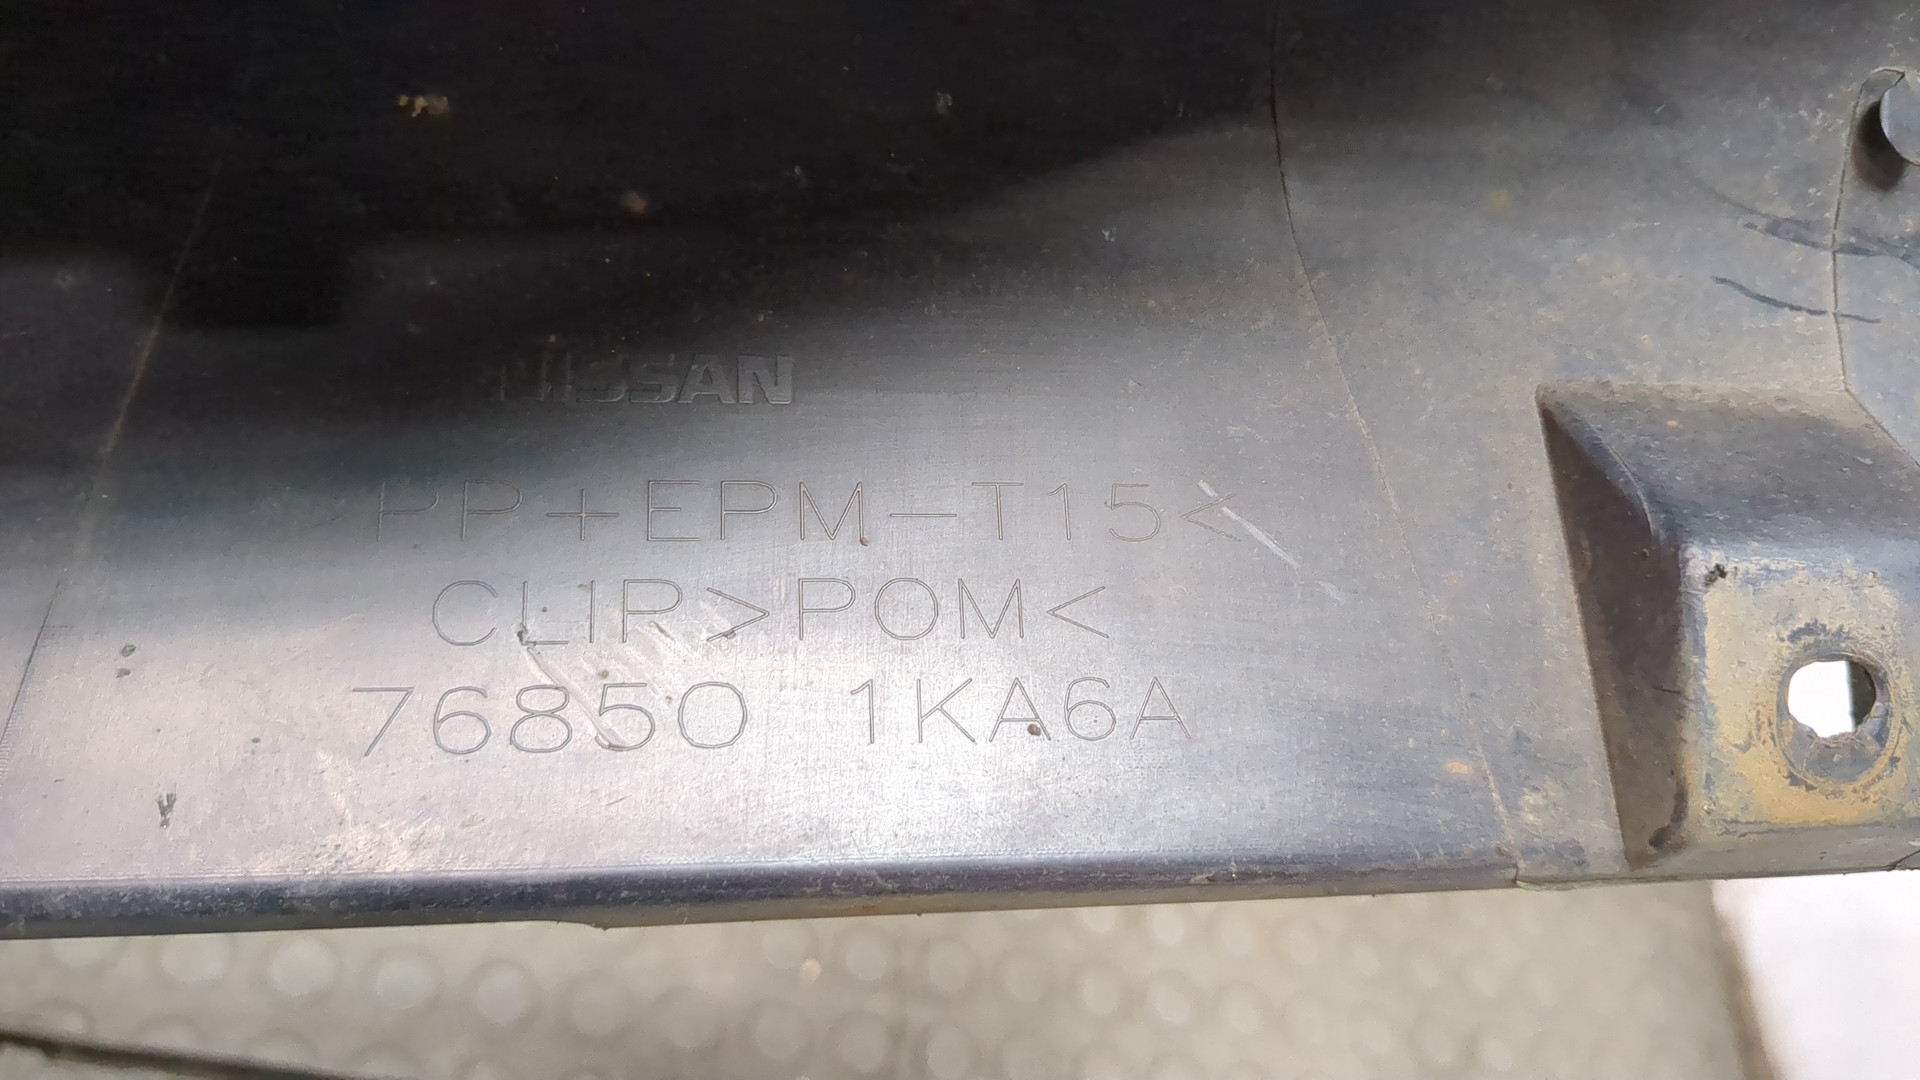 NISSAN
>PP+EPM-T15<
CLIP>POM<
76850 1KA6A